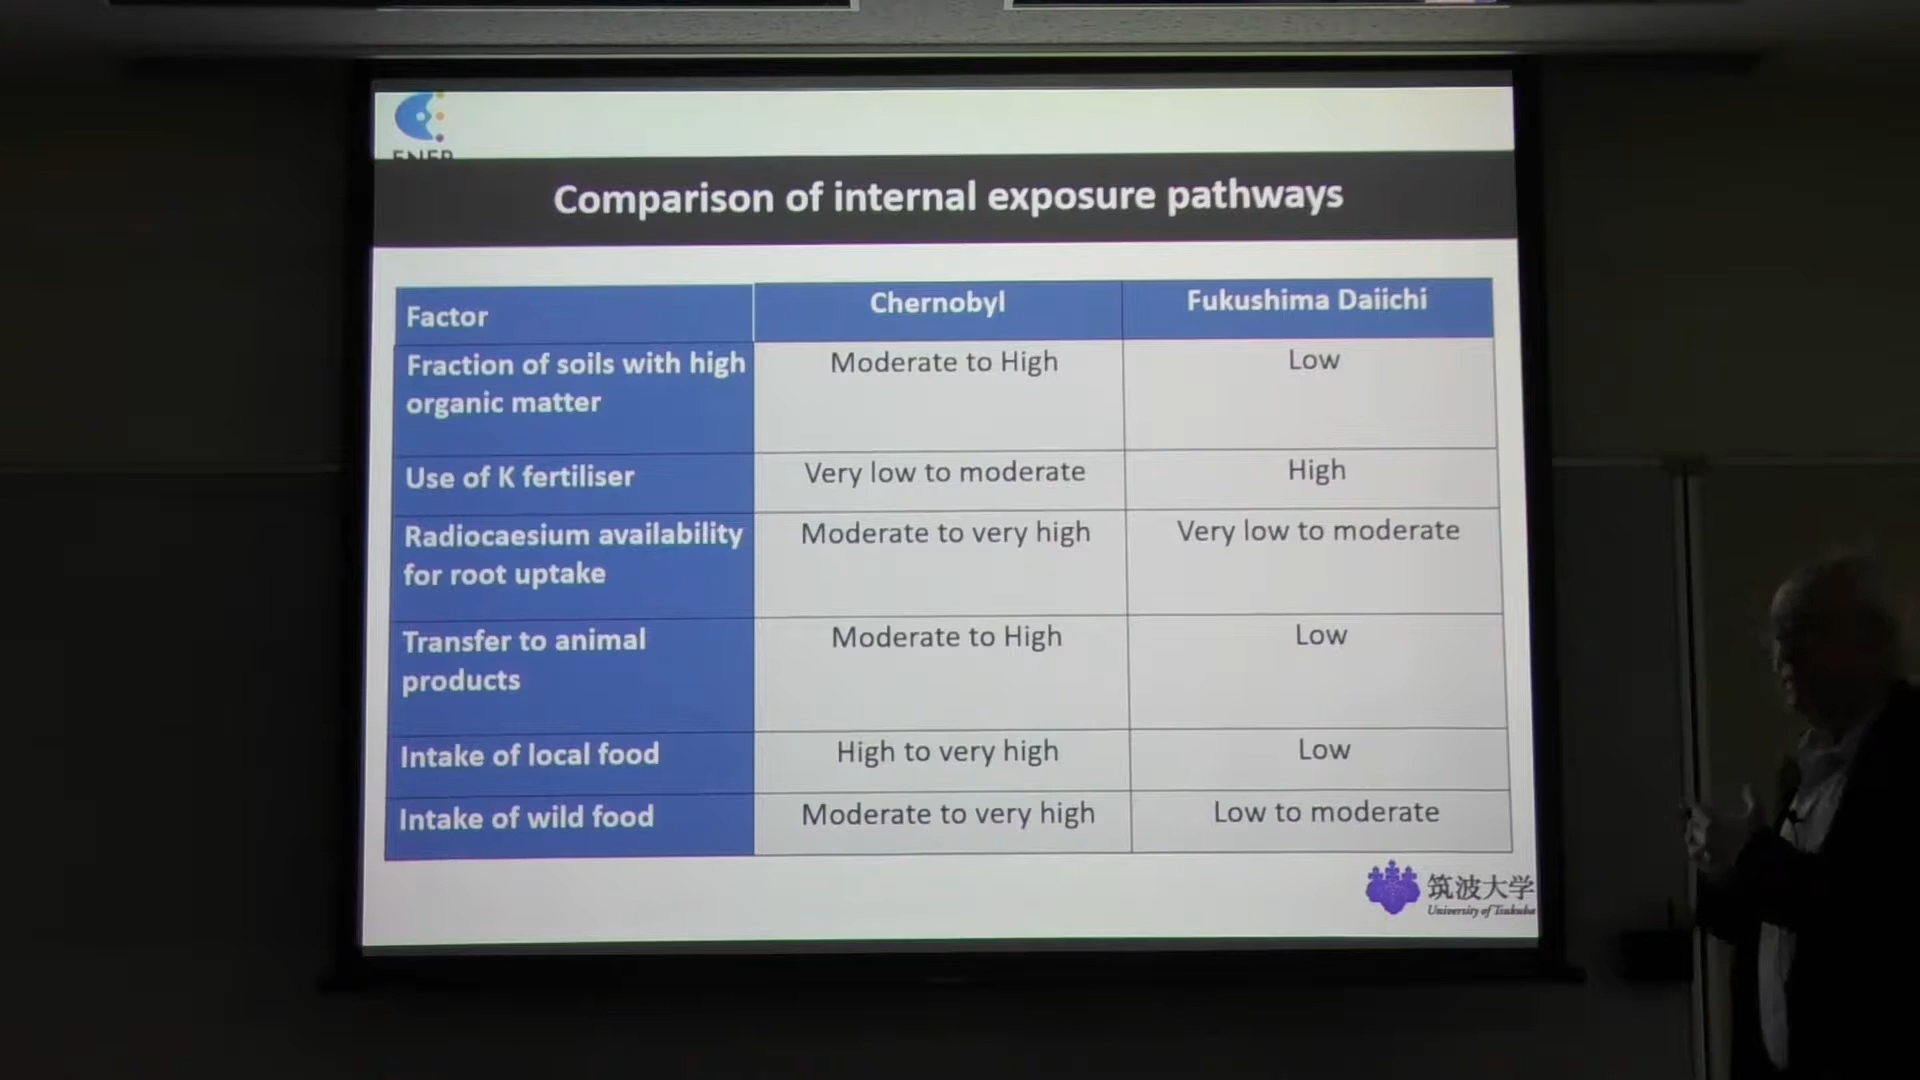 ENER
Comparison of internal exposure pathways
Factor Chernobyl Fukushima Daiichi
Fraction of soils with high organic matter Moderate to High Low
Use of K fertiliser Very low to moderate High
Radiocaesium availability for root uptake Moderate to very high Very low to moderate
Transfer to animal products Moderate to High Low
Intake of local food High to very high Low
Intake of wild food Moderate to very high Low to moderate
筑波大学
University of Tsukuba